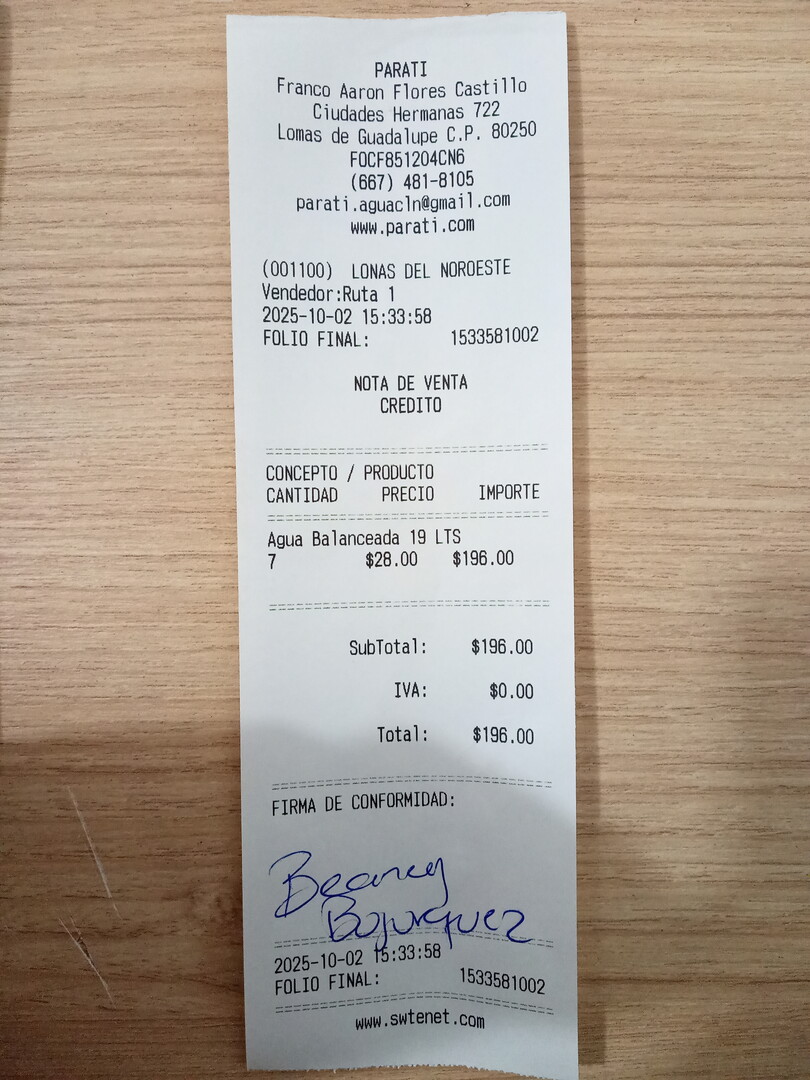 PARATI
Franco Aaron Flores Castillo
Ciudades Hermanas 722
Lomas de Guadalupe C.P. 80250
FOCF851204CN6
(667) 481-8105
parati.aguacln@gmail.com
www.parati.com
(001100) LONAS DEL NOROESTE
Vendedor:Ruta 1
2025-10-02 15:33:58
FOLIO FINAL: 1533581002
NOTA DE VENTA
CREDITO
CONCEPTO / PRODUCTO
CANTIDAD PRECIO IMPORTE
Agua Balanceada 19 LTS
7 $28.00 $196.00
SubTotal: $196.00
IVA: $0.00
Total: $196.00
FIRMA DE CONFORMIDAD:
Bojorquez
2025-10-02 15:33:58
FOLIO FINAL: 1533581002
www.swtenet.com